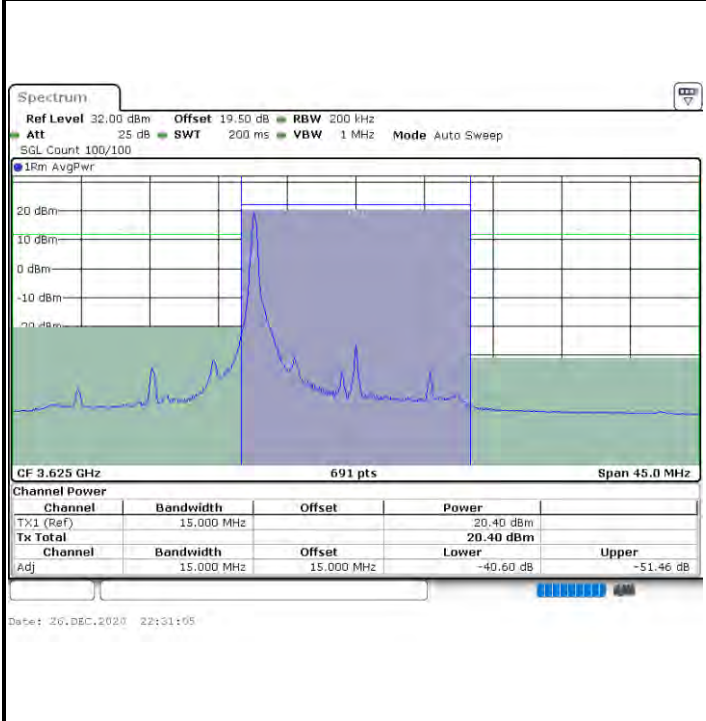 Spectrum
Ref Level 32.00 dBm Offset 19.50 dB RBW 200 kHz
Att 25 dB SWT 200 ms VBW 1 MHz Mode Auto Sweep
SGL Count 100/100
1Rm AvgPwr
20 dBm
10 dBm
0 dBm
-10 dBm
-20 dBm
CF 3.625 GHz 691 pts Span 45.0 MHz
Channel Power
Channel Bandwidth Offset Power
TX1 (Ref) 15.000 MHz 20.40 dBm
Tx Total 20.40 dBm
Channel Bandwidth Offset Lower Upper
Adj 15.000 MHz 15.000 MHz -40.60 dB -51.46 dB
Date: 26.DEC.2020 22:31:05